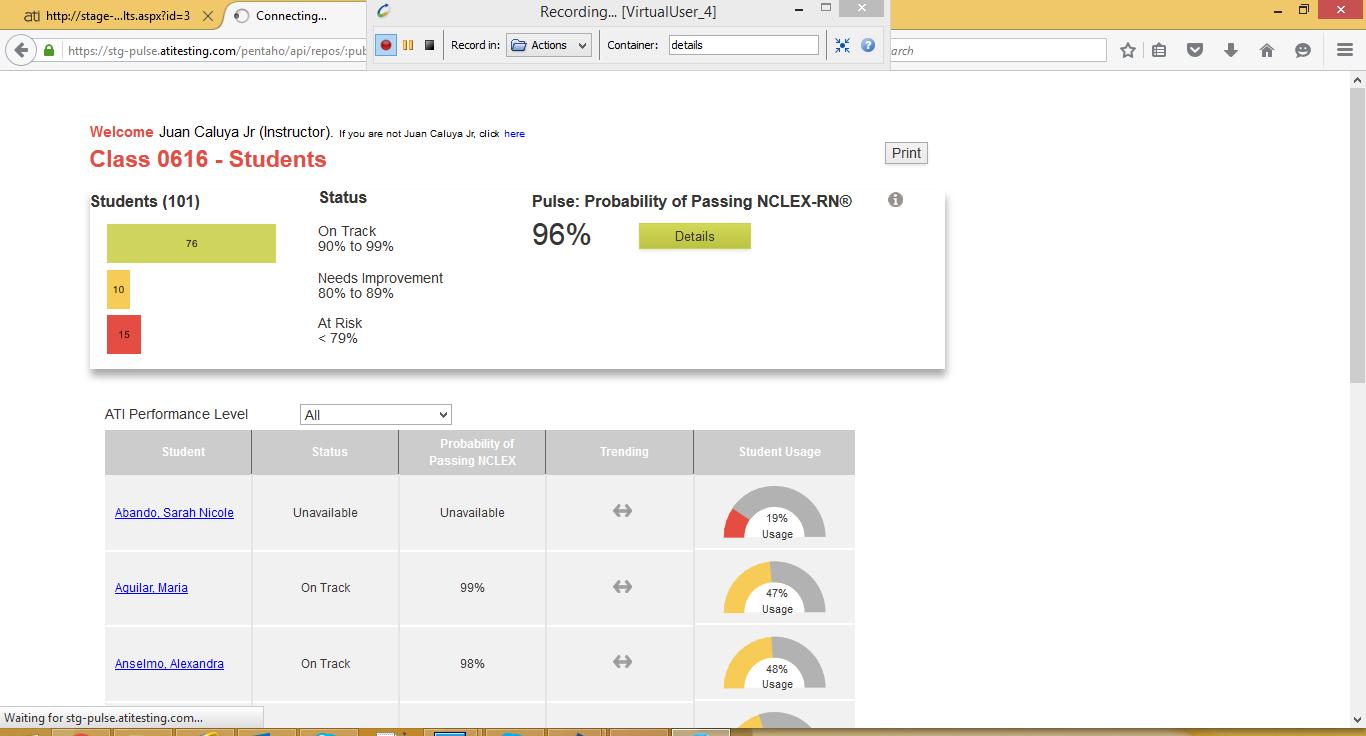 Recording... [VirtualUser_4]
ati http://stage-...lts.aspx?id=3
Connecting...
Record in: Actions
Container: details
https://stg-pulse.atitesting.com/pentaho/api/repos/:pub
arch
Welcome Juan Caluya Jr (Instructor). If you are not Juan Caluya Jr, click here
Class 0616 - Students
Print
Students (101)
Status
Pulse: Probability of Passing NCLEX-RN®
76
On Track
90% to 99%
96%
Details
10
Needs Improvement
80% to 89%
15
At Risk
< 79%
ATI Performance Level
All
Student
Status
Probability of
Passing NCLEX
Trending
Student Usage
Abando, Sarah Nicole
Unavailable
Unavailable
19%
Usage
Aguilar, Maria
On Track
99%
47%
Usage
Anselmo, Alexandra
On Track
98%
48%
Usage
Waiting for stg-pulse.atitesting.com...